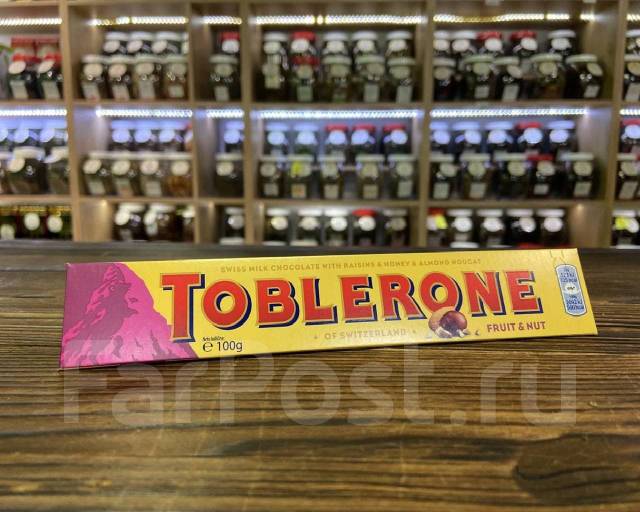 SWISS MILK CHOCOLATE WITH RAISINS & HONEY & ALMOND NOUGAT
TOBLERONE
OF SWITZERLAND
FRUIT & NUT
e 100g
FarPost.ru